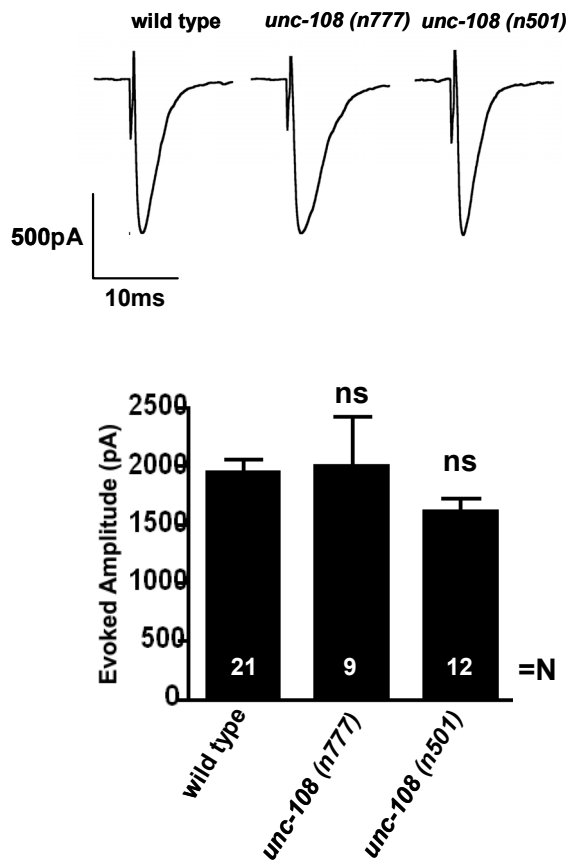 wild type unc-108 (n777) unc-108 (n501)
500pA
10ms
ns
ns
Evoked Amplitude (pA)
2500
2000
1500
1000
500
0
21 9 12 =N
wild type
unc-108 (n777)
unc-108 (n501)